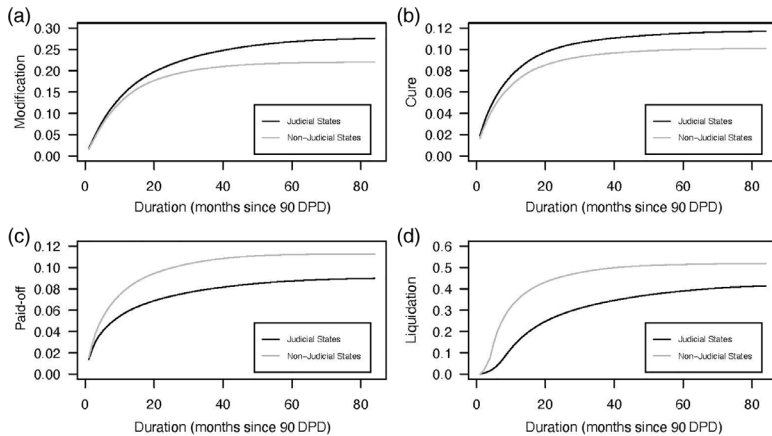 (a)
Modification
0.30
0.25
0.20
0.15
0.10
0.05
0.00
Judicial States
Non-Judicial States
0 20 40 60 80
Duration (months since 90 DPD)
(b)
Cure
0.12
0.10
0.08
0.06
0.04
0.02
0.00
Judicial States
Non-Judicial States
0 20 40 60 80
Duration (months since 90 DPD)
(c)
Paid-off
0.12
0.10
0.08
0.06
0.04
0.02
0.0
Judicial States
Non-Judicial States
0 20 40 60 80
Duration (months since 90 DPD)
(d)
Liquidation
0.6
0.5
0.4
0.3
0.2
0.1
0.0
Judicial States
Non-Judicial States
0 20 40 60 80
Duration (months since 90 DPD)